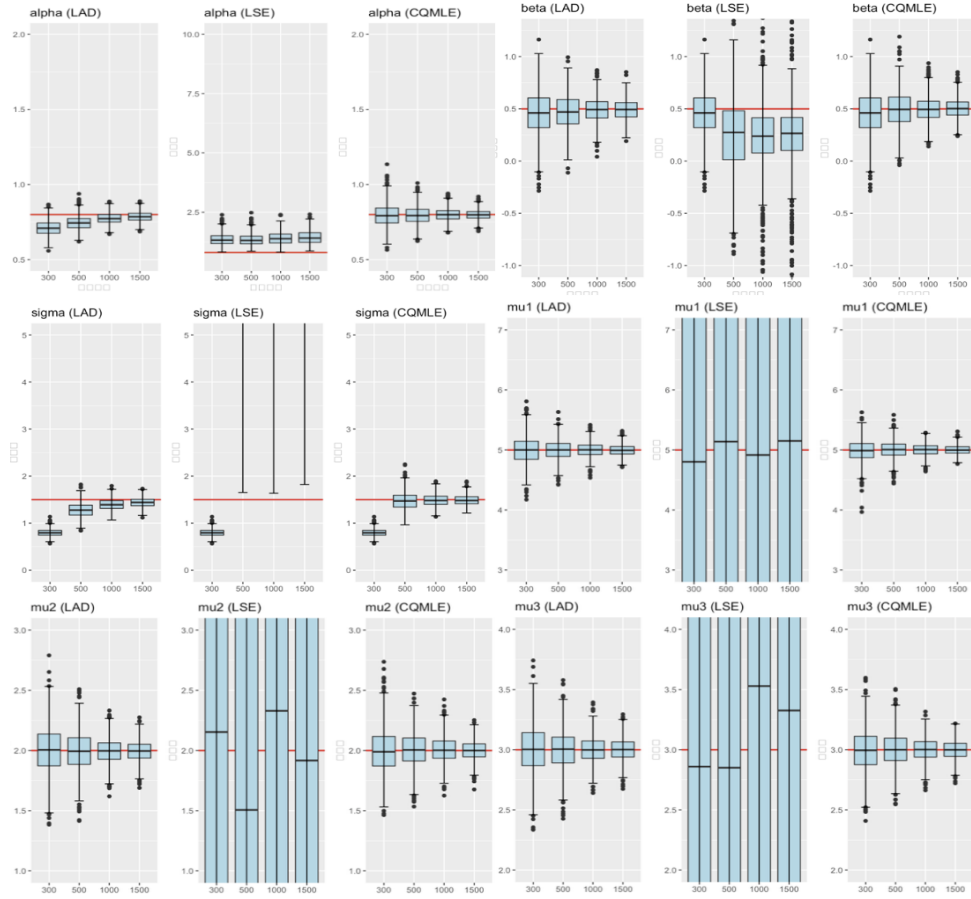 alpha (LAD)
2.0
1.5
1.0
0.5
300 500 1000 1500
alpha (LSE)
10.0
7.5
5.0
2.5
300 500 1000 1500
alpha (CQMLE)
2.0
1.5
1.0
0.5
300 500 1000 1500
beta (LAD)
1.0
0.5
0.0
-0.5
-1.0
300 500 1000 1500
beta (LSE)
1.0
0.5
0.0
-0.5
-1.0
300 500 1000 1500
beta (CQMLE)
1.0
0.5
0.0
-0.5
-1.0
300 500 1000 1500
sigma (LAD)
5
4
3
2
1
0
300 500 1000 1500
sigma (LSE)
5
4
3
2
1
0
300 500 1000 1500
sigma (CQMLE)
5
4
3
2
1
0
300 500 1000 1500
mu1 (LAD)
7
6
5
4
3
300 500 1000 1500
mu1 (LSE)
7
6
5
4
3
300 500 1000 1500
mu1 (CQMLE)
7
6
5
4
3
300 500 1000 1500
mu2 (LAD)
3.0
2.5
2.0
1.5
1.0
300 500 1000 1500
mu2 (LSE)
3.0
2.5
2.0
1.5
1.0
300 500 1000 1500
mu2 (CQMLE)
3.0
2.5
2.0
1.5
1.0
300 500 1000 1500
mu3 (LAD)
4.0
3.5
3.0
2.5
2.0
300 500 1000 1500
mu3 (LSE)
4.0
3.5
3.0
2.5
2.0
300 500 1000 1500
mu3 (CQMLE)
4.0
3.5
3.0
2.5
2.0
300 500 1000 1500